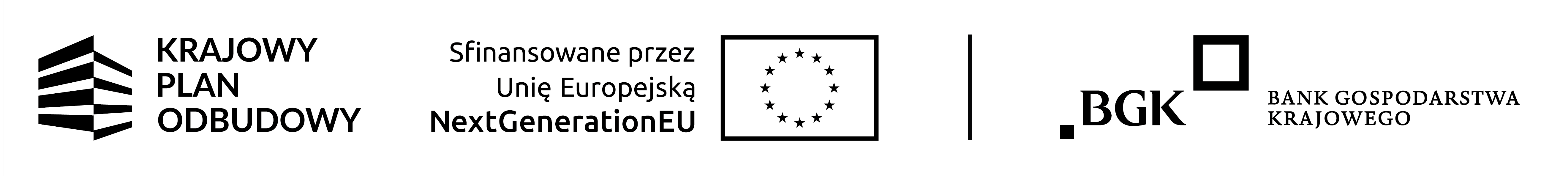 KRAJOWY
PLAN
ODBUDOWY
Sfinansowane przez
Unię Europejską
NextGenerationEU
BGK
BANK GOSPODARSTWA
KRAJOWEGO